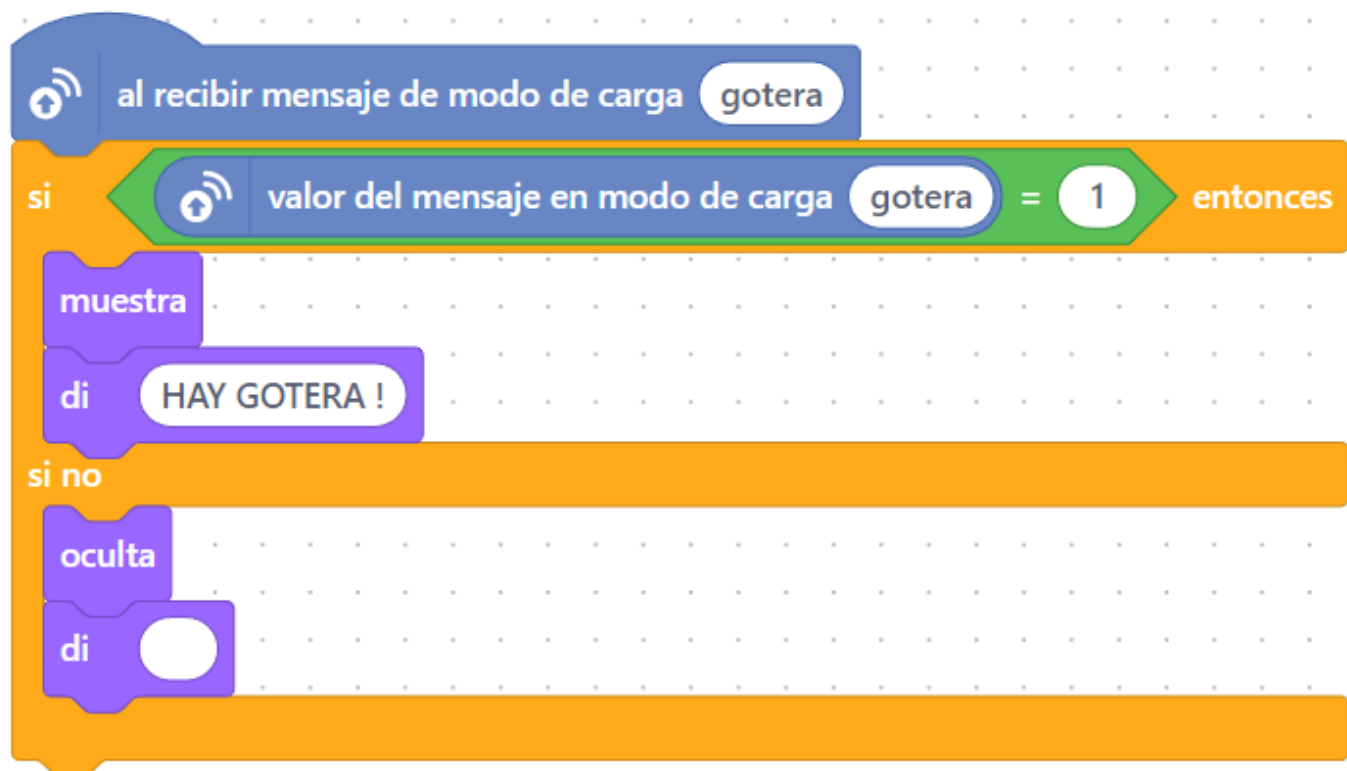 al recibir mensaje de modo de carga gotera
si valor del mensaje en modo de carga gotera = 1 entonces
muestra
di HAY GOTERA !
si no
oculta
di